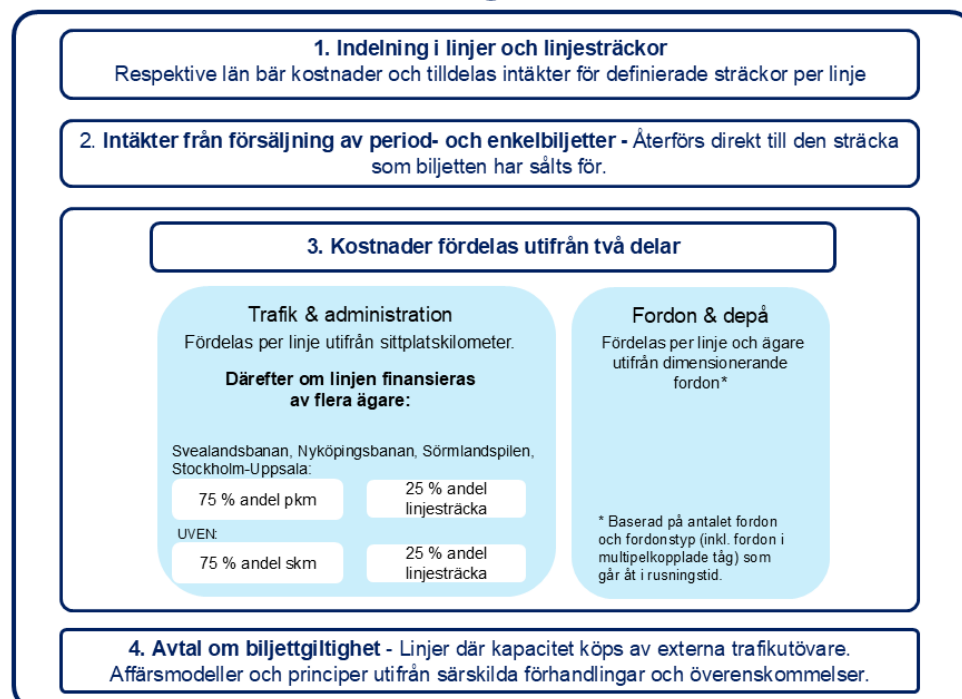 1. Indelning i linjer och linjesträckor
Respektive län bär kostnader och tilldelas intäkter för definierade sträckor per linje
2. Intäkter från försäljning av period- och enkelbiljetter - Återförs direkt till den sträcka
som biljetten har sålts för.
3. Kostnader fördelas utifrån två delar
Trafik & administration
Fördelas per linje utifrån sittplatskilometer.
Därefter om linjen finansieras
av flera ägare:
Svealandsbanan, Nyköpingsbanan, Sörmlandspilen,
Stockholm-Uppsala:
75 % andel pkm
25 % andel
linjesträcka
UVEN:
75 % andel skm
25 % andel
linjesträcka
Fordon & depå
Fördelas per linje och ägare
utifrån dimensionerande
fordon*
* Baserad på antalet fordon
och fordonstyp (inkl. fordon i
multipelkopplade tåg) som
går åt i rusningstid.
4. Avtal om biljettgiltighet - Linjer där kapacitet köps av externa trafikutövare.
Affärsmodeller och principer utifrån särskilda förhandlingar och överenskommelser.